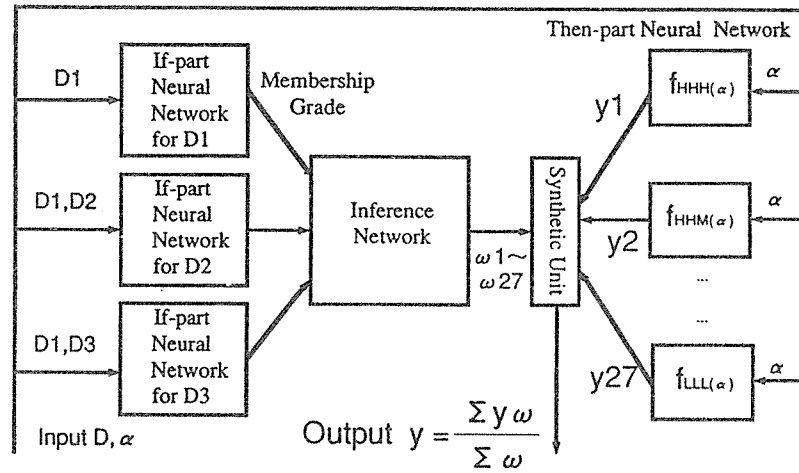 Then-part Neural Network
D1
If-part
Neural
Network
for D1
Membership
Grade
y1
fHHH(α)
α
D1,D2
If-part
Neural
Network
for D2
Inference
Network
ω1~
ω27
Synthetic Unit
y2
fHHM(α)
α
...
...
D1,D3
If-part
Neural
Network
for D3
y27
fLLL(α)
α
Input D, α
Output y = Σ y ω
Σ ω